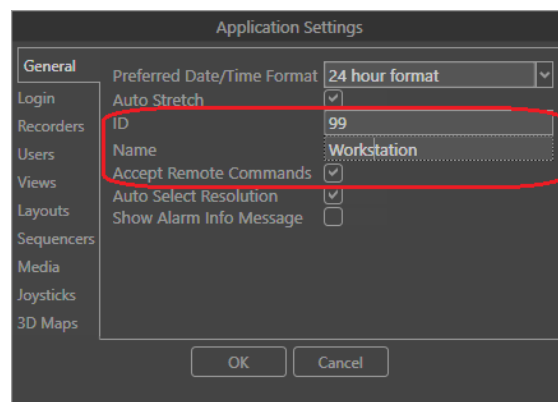 Application Settings
General
Login
Recorders
Users
Views
Layouts
Sequencers
Media
Joysticks
3D Maps
Preferred Date/Time Format 24 hour format
Auto Stretch
ID 99
Name Workstation
Accept Remote Commands
Auto Select Resolution
Show Alarm Info Message
OK Cancel